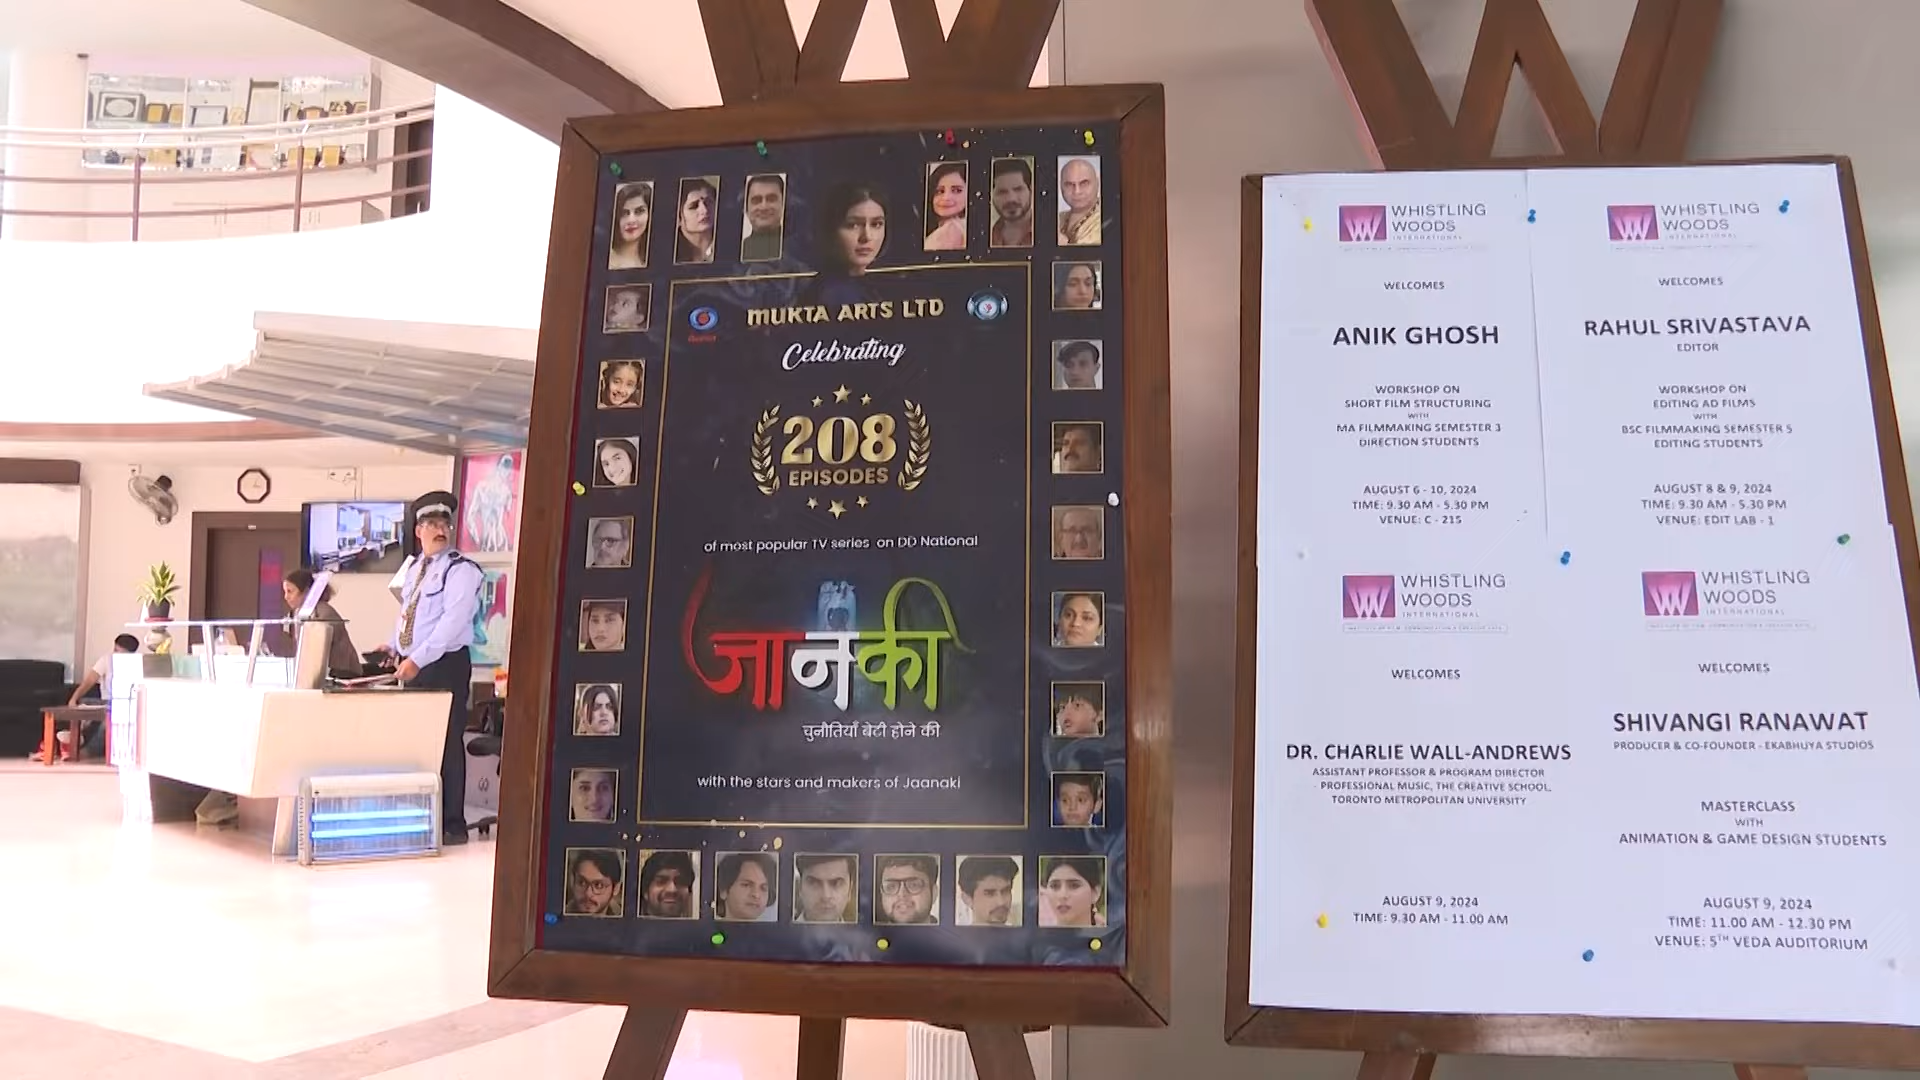 MUKTA ARTS LTD
Celebrating
208
EPISODES
of most popular TV series on DD National
जानकी
चुनौतियाँ बेटी होने की
with the stars and makers of Jaanaki
WHISTLING
WOODS
INTERNATIONAL
WELCOMES
ANIK GHOSH
WORKSHOP ON
SHORT FILM STRUCTURING
WITH
MA FILMMAKING SEMESTER 3
DIRECTION STUDENTS
AUGUST 6 - 10, 2024
TIME: 9.30 AM - 5.30 PM
VENUE: C - 215
WHISTLING
WOODS
INTERNATIONAL
WELCOMES
RAHUL SRIVASTAVA
EDITOR
WORKSHOP ON
EDITING AD FILMS
WITH
BSC FILMMAKING SEMESTER 5
EDITING STUDENTS
AUGUST 8 & 9, 2024
TIME: 9.30 AM - 5.30 PM
VENUE: EDIT LAB - 1
WHISTLING
WOODS
INTERNATIONAL
WELCOMES
DR. CHARLIE WALL-ANDREWS
ASSISTANT PROFESSOR & PROGRAM DIRECTOR
- PROFESSIONAL MUSIC, THE CREATIVE SCHOOL,
TORONTO METROPOLITAN UNIVERSITY
AUGUST 9, 2024
TIME: 9.30 AM - 11.00 AM
WHISTLING
WOODS
INTERNATIONAL
WELCOMES
SHIVANGI RANAWAT
PRODUCER & CO-FOUNDER - EKABHUYA STUDIOS
MASTERCLASS
WITH
ANIMATION & GAME DESIGN STUDENTS
AUGUST 9, 2024
TIME: 11.00 AM - 12.30 PM
VENUE: 5TH VEDA AUDITORIUM